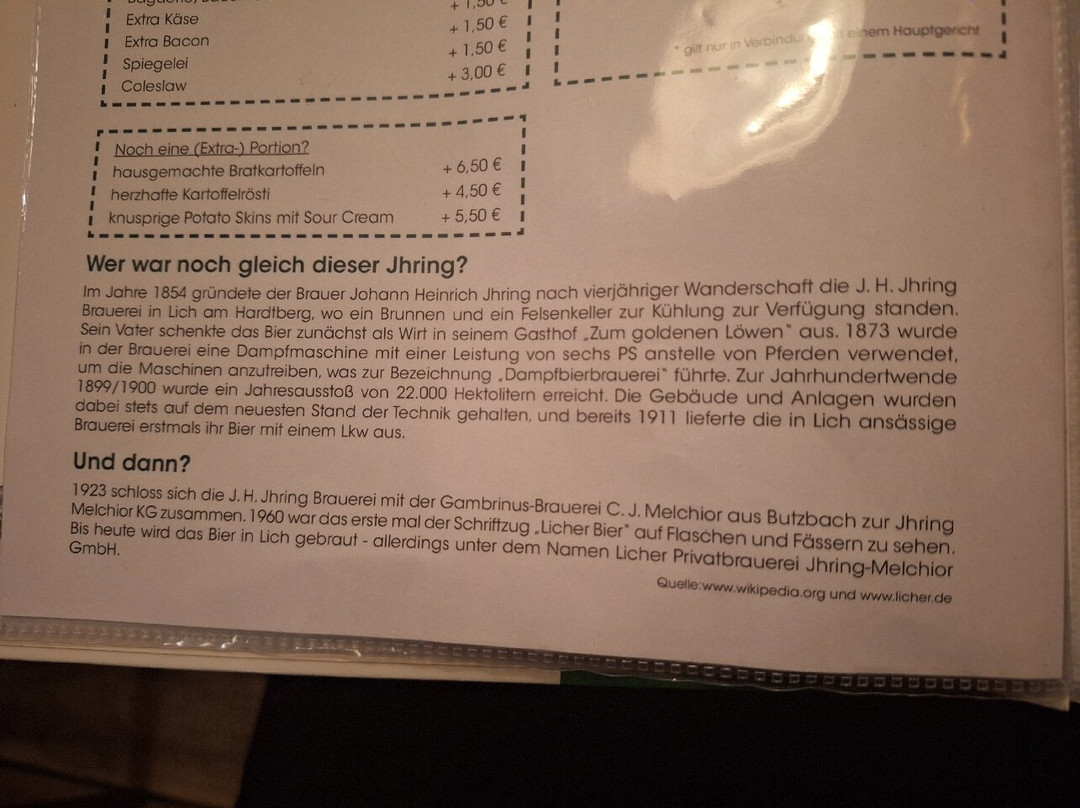 + 1,50 €
Extra Käse
+ 1,50 €
Extra Bacon
+ 1,50 €
Spiegelei
+ 3,00 €
Coleslaw
* gilt nur in Verbindung einem Hauptgericht
Noch eine (Extra-) Portion?
hausgemachte Bratkartoffeln + 6,50 €
herzhafte Kartoffelrösti + 4,50 €
knusprige Potato Skins mit Sour Cream + 5,50 €
Wer war noch gleich dieser Jhring?
Im Jahre 1854 gründete der Brauer Johann Heinrich Jhring nach vierjähriger Wanderschaft die J. H. Jhring
Brauerei in Lich am Hardtberg, wo ein Brunnen und ein Felsenkeller zur Kühlung zur Verfügung standen.
Sein Vater schenkte das Bier zunächst als Wirt in seinem Gasthof „Zum goldenen Löwen“ aus. 1873 wurde
in der Brauerei eine Dampfmaschine mit einer Leistung von sechs PS anstelle von Pferden verwendet,
um die Maschinen anzutreiben, was zur Bezeichnung „Dampfbierbrauerei“ führte. Zur Jahrhundertwende
1899/1900 wurde ein Jahresausstoß von 22.000 Hektolitern erreicht. Die Gebäude und Anlagen wurden
dabei stets auf dem neuesten Stand der Technik gehalten, und bereits 1911 lieferte die in Lich ansässige
Brauerei erstmals ihr Bier mit einem Lkw aus.
Und dann?
1923 schloss sich die J. H. Jhring Brauerei mit der Gambrinus-Brauerei C. J. Melchior aus Butzbach zur Jhring
Melchior KG zusammen. 1960 war das erste mal der Schriftzug „Licher Bier“ auf Flaschen und Fässern zu sehen.
Bis heute wird das Bier in Lich gebraut - allerdings unter dem Namen Licher Privatbrauerei Jhring-Melchior
GmbH.
Quelle:www.wikipedia.org und www.licher.de